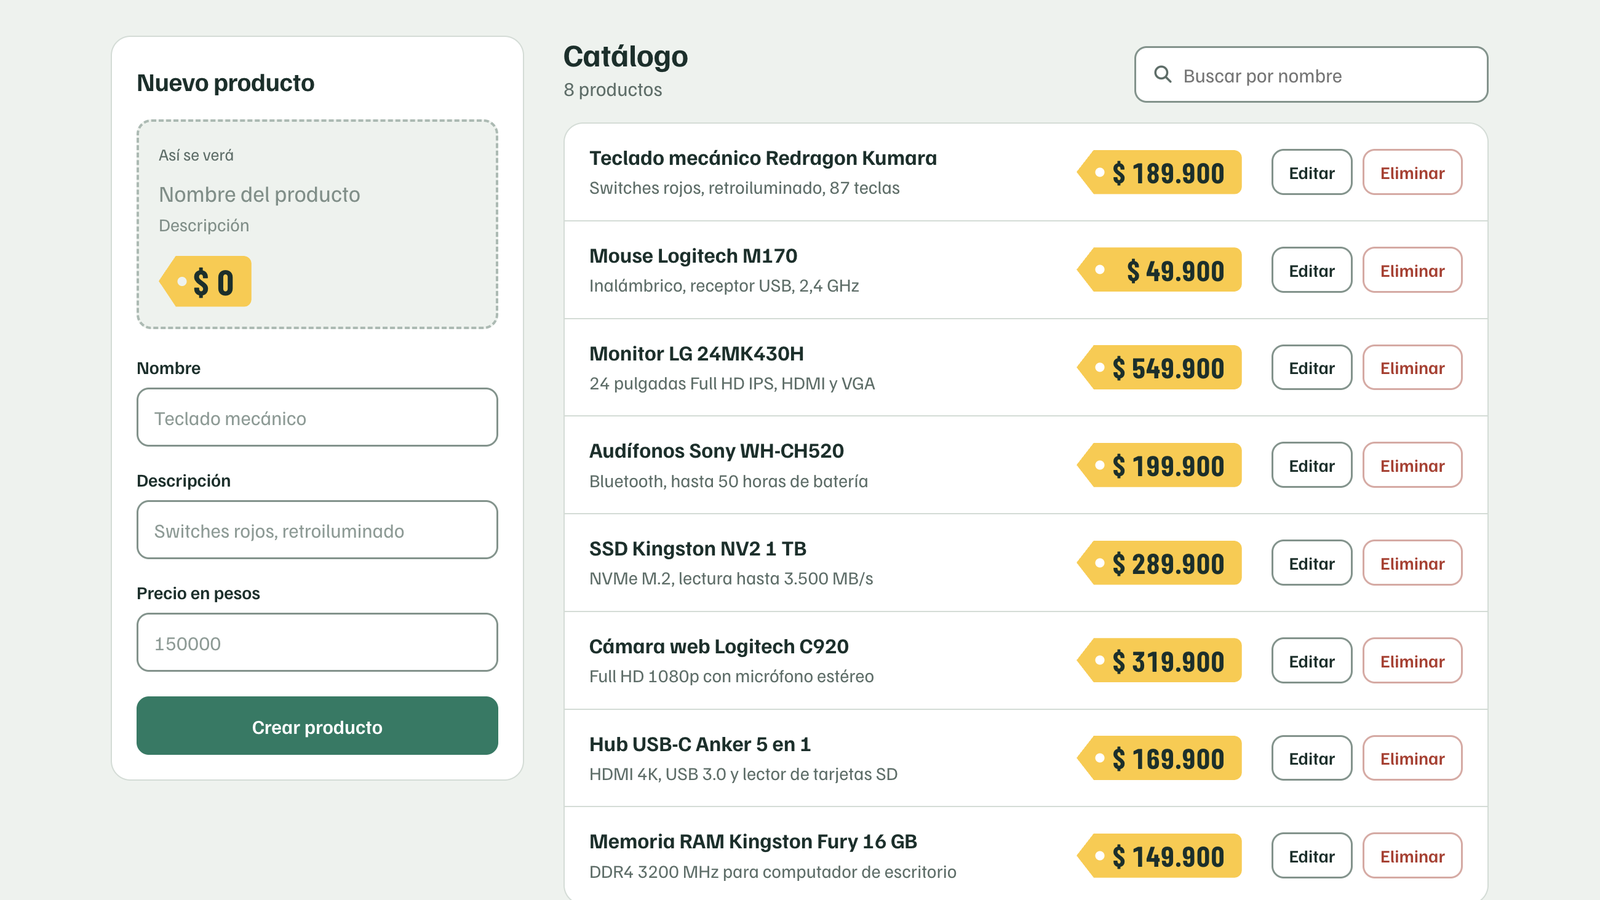 Nuevo producto
Así se verá
Nombre del producto
Descripción
$ 0
Nombre
Teclado mecánico
Descripción
Switches rojos, retroiluminado
Precio en pesos
150000
Crear producto
Catálogo
8 productos
Buscar por nombre
Teclado mecánico Redragon Kumara
Switches rojos, retroiluminado, 87 teclas
$ 189.900
Editar
Eliminar
Mouse Logitech M170
Inalámbrico, receptor USB, 2,4 GHz
$ 49.900
Editar
Eliminar
Monitor LG 24MK430H
24 pulgadas Full HD IPS, HDMI y VGA
$ 549.900
Editar
Eliminar
Audífonos Sony WH-CH520
Bluetooth, hasta 50 horas de batería
$ 199.900
Editar
Eliminar
SSD Kingston NV2 1 TB
NVMe M.2, lectura hasta 3.500 MB/s
$ 289.900
Editar
Eliminar
Cámara web Logitech C920
Full HD 1080p con micrófono estéreo
$ 319.900
Editar
Eliminar
Hub USB-C Anker 5 en 1
HDMI 4K, USB 3.0 y lector de tarjetas SD
$ 169.900
Editar
Eliminar
Memoria RAM Kingston Fury 16 GB
DDR4 3200 MHz para computador de escritorio
$ 149.900
Editar
Eliminar